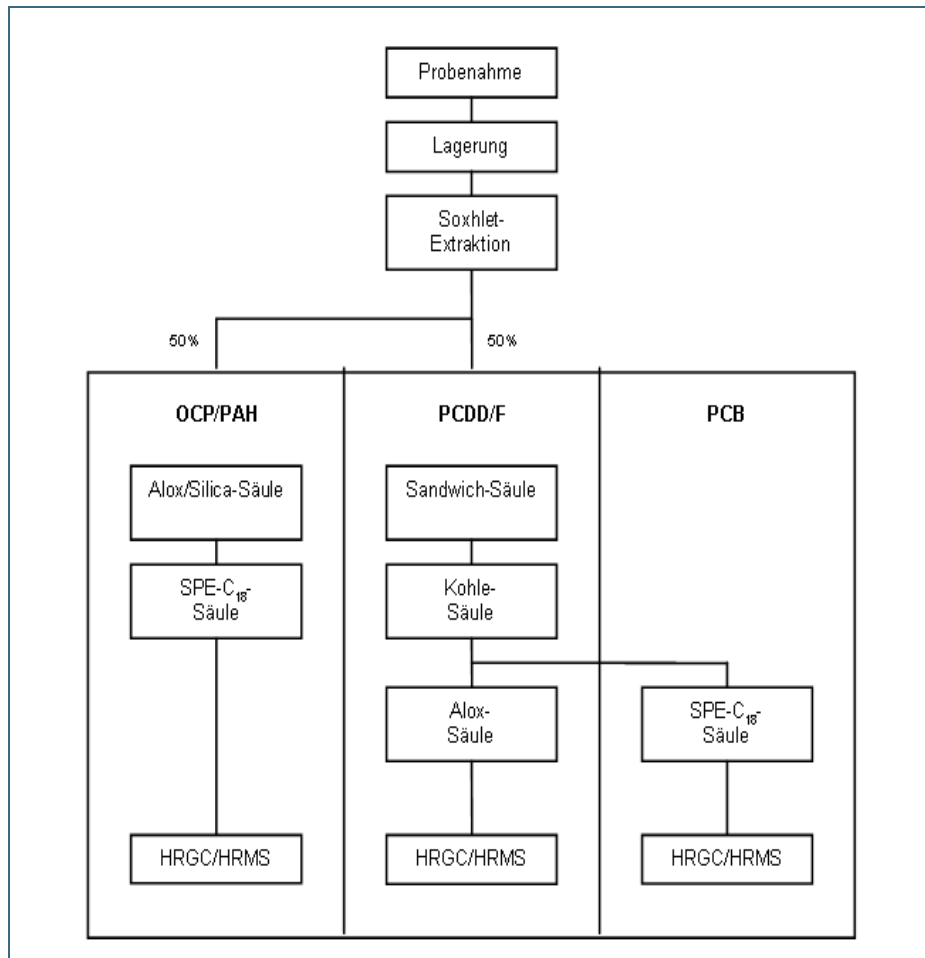 Probenahme
Lagerung
Soxhlet-
Extraktion
50%
50%
OCP/PAH
PCDD/F
PCB
Alox/Silica-Säule
Sandwich-Säule
SPE-C₁₈-
Säule
Kohle-
Säule
Alox-
Säule
SPE-C₁₈-
Säule
HRGC/HRMS
HRGC/HRMS
HRGC/HRMS